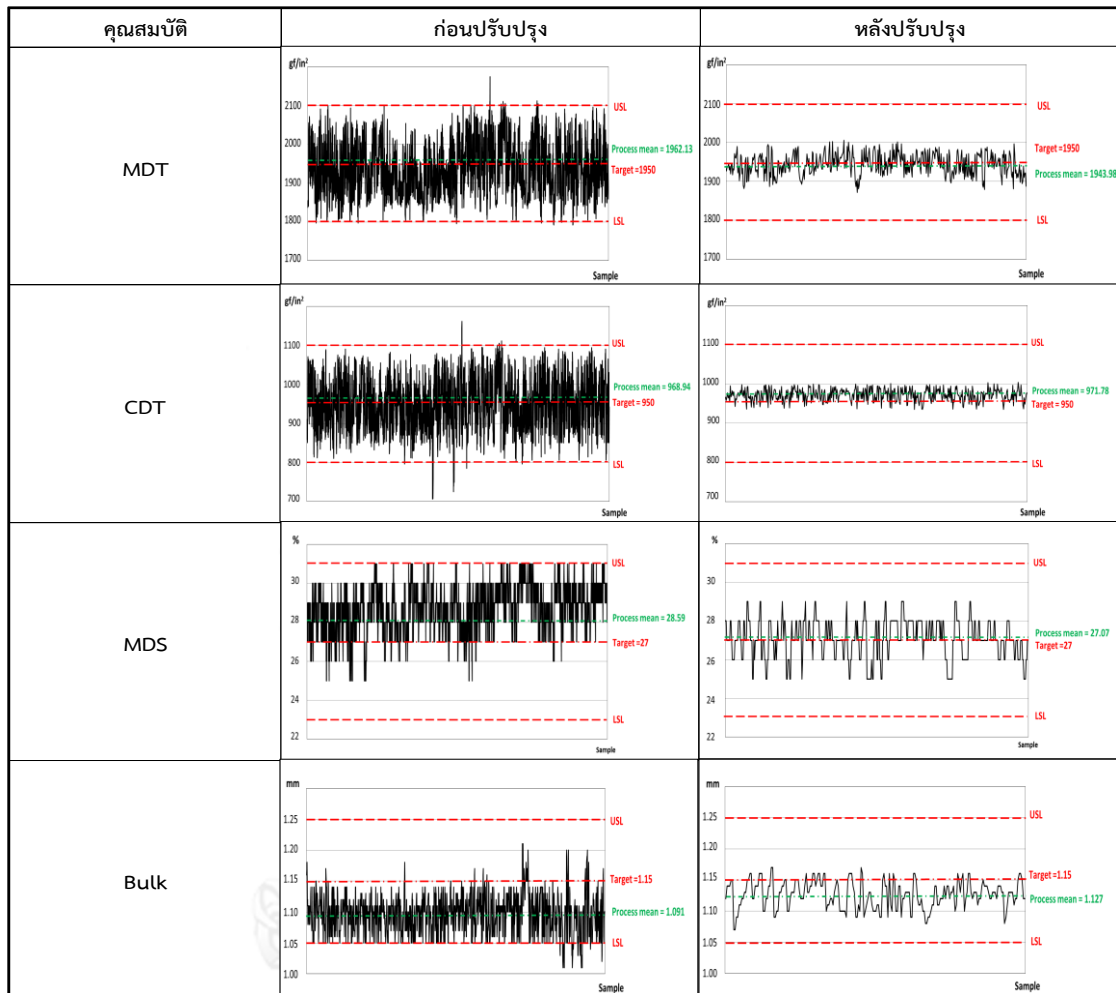 คุณสมบัติ ก่อนปรับปรุง หลังปรับปรุง
MDT
gf/in²
2100
2000
1900
1800
1700
USL
Process mean = 1962.13
Target =1950
LSL
Sample
gf/in²
2100
2000
1900
1800
1700
USL
Target =1950
Process mean = 1943.98
LSL
Sample
CDT
gf/in²
1100
1000
900
800
700
USL
Process mean = 968.94
Target = 950
LSL
Sample
gf/in²
1100
1000
900
800
700
USL
Process mean = 971.78
Target = 950
LSL
Sample
MDS
%
30
28
26
24
22
USL
Process mean = 28.59
Target =27
LSL
Sample
%
30
28
26
24
22
USL
Process mean = 27.07
Target =27
LSL
Sample
Bulk
mm
1.25
1.20
1.15
1.10
1.05
1.00
USL
Target =1.15
Process mean = 1.091
LSL
Sample
mm
1.25
1.20
1.15
1.10
1.05
1.00
USL
Target =1.15
Process mean = 1.127
LSL
Sample